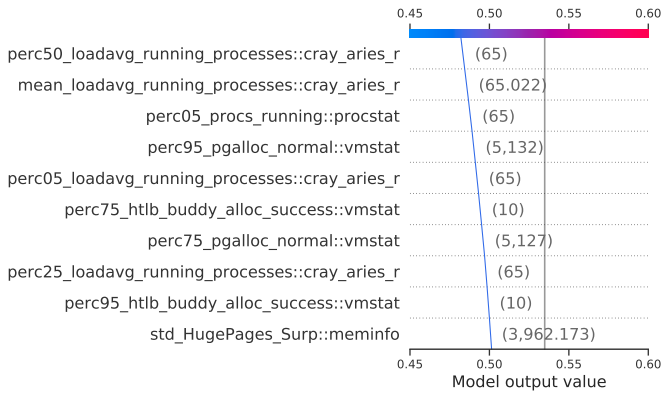 0.45 0.50 0.55 0.60
perc50_loadavg_running_processes::cray_aries_r (65)
mean_loadavg_running_processes::cray_aries_r (65.022)
perc05_procs_running::procstat (65)
perc95_pgalloc_normal::vmstat (5,132)
perc05_loadavg_running_processes::cray_aries_r (65)
perc75_htlb_buddy_alloc_success::vmstat (10)
perc75_pgalloc_normal::vmstat (5,127)
perc25_loadavg_running_processes::cray_aries_r (65)
perc95_htlb_buddy_alloc_success::vmstat (10)
std_HugePages_Surp::meminfo (3,962.173)
0.45 0.50 0.55 0.60
Model output value